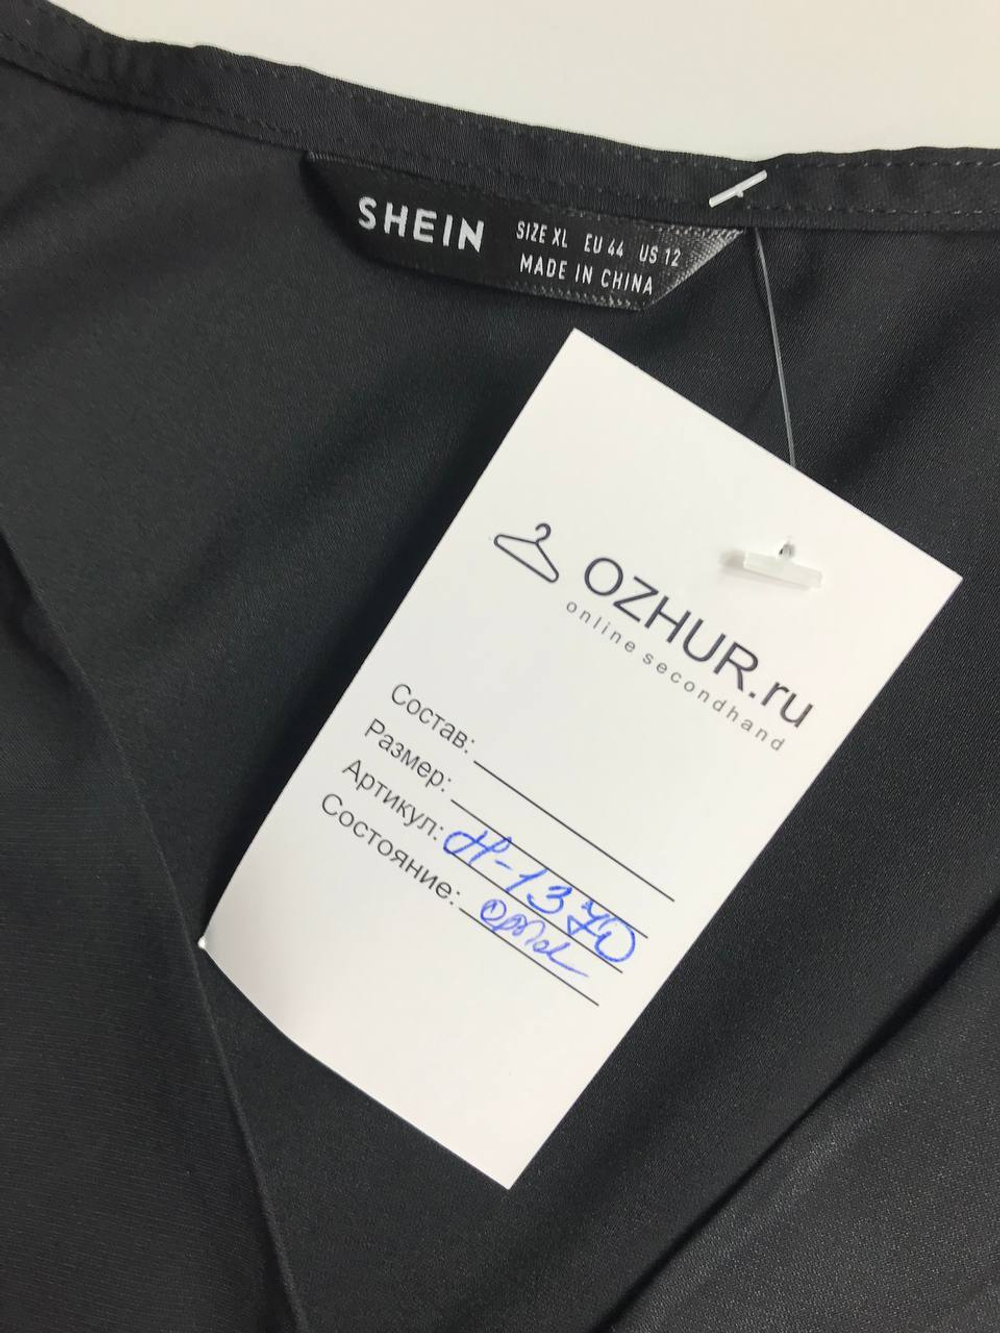 SHEIN SIZE XL EU 44 US 12
MADE IN CHINA
OZHUR.ru
online secondhand
Состав:
Размер:
Артикул: Н-1370
Состояние: